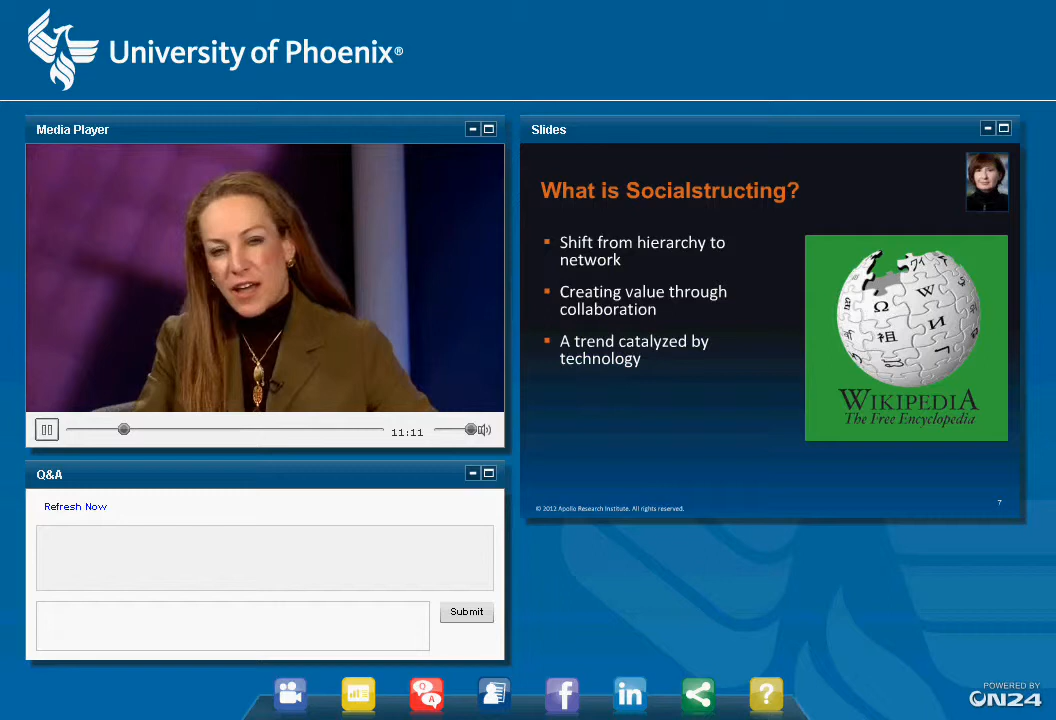 University of Phoenix®
Media Player
11:11
Q&A
Refresh Now
Submit
Slides
What is Socialstructing?
▪ Shift from hierarchy to
network
▪ Creating value through
collaboration
▪ A trend catalyzed by
technology
Ω
W
И
祖
WIKIPEDIA
The Free Encyclopedia
© 2012 Apollo Research Institute. All rights reserved.
7
Q
A
f
in
?
POWERED BY
ON24